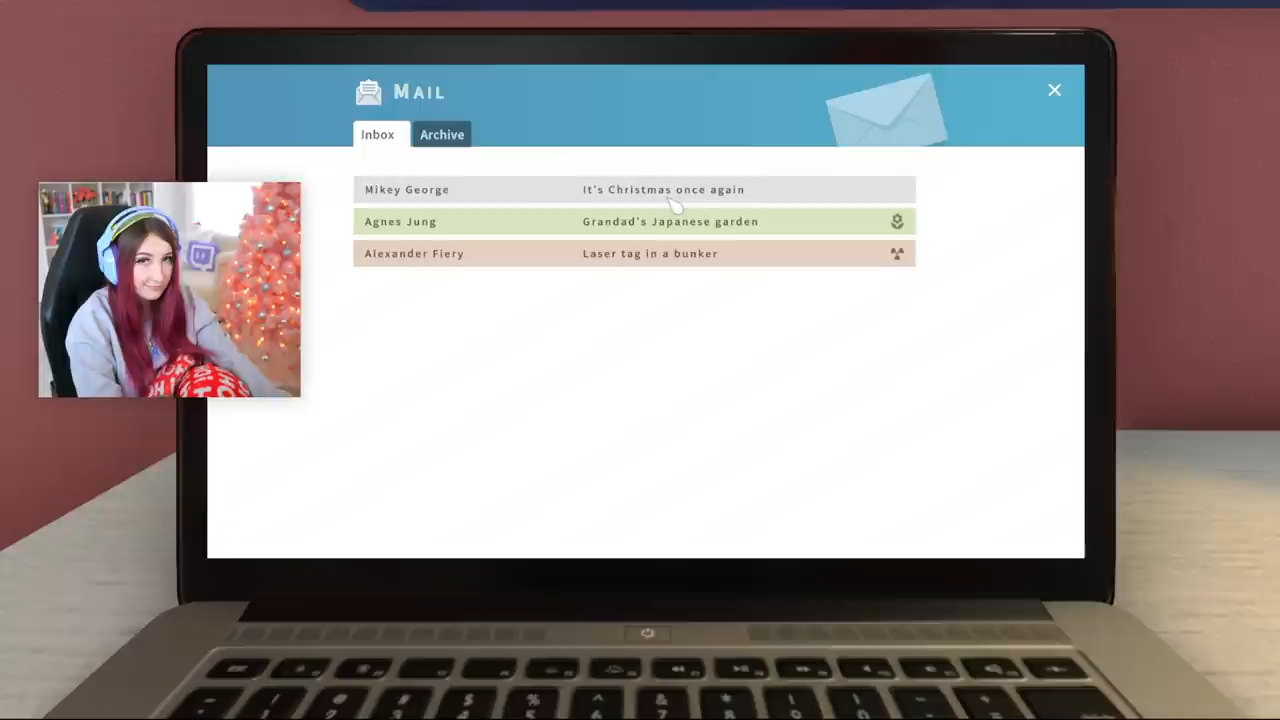 MAIL
Inbox Archive
Mikey George It's Christmas once again
Agnes Jung Grandad's Japanese garden
Alexander Fiery Laser tag in a bunker